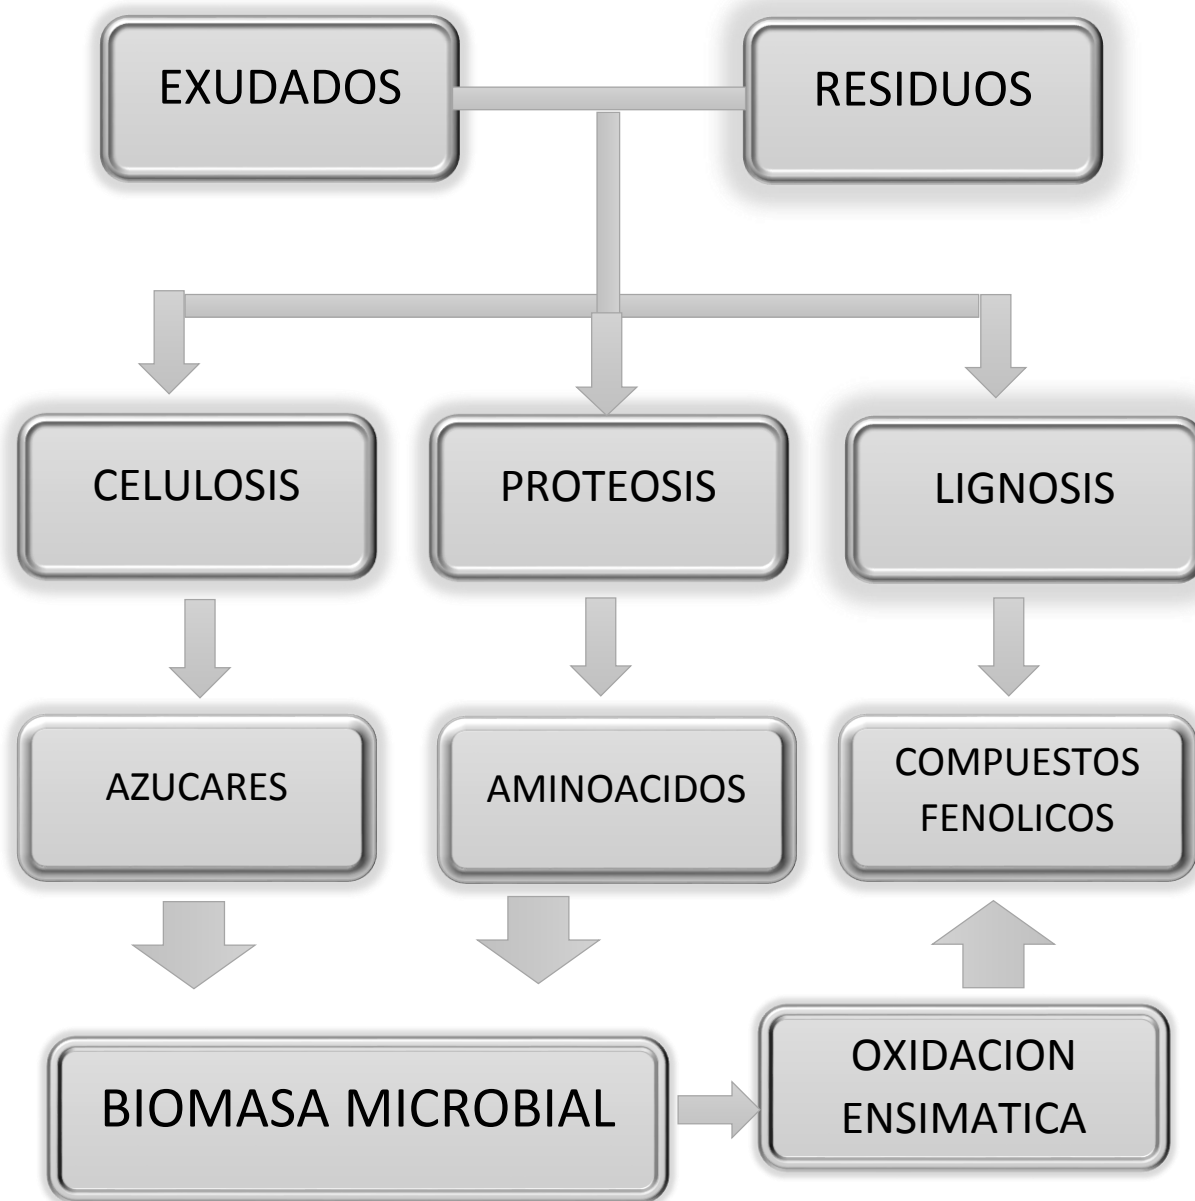 EXUDADOS
RESIDUOS
CELULOSIS
PROTEOSIS
LIGNOSIS
AZUCARES
AMINOACIDOS
COMPUESTOS
FENOLICOS
BIOMASA MICROBIAL
OXIDACION
ENSIMATICA